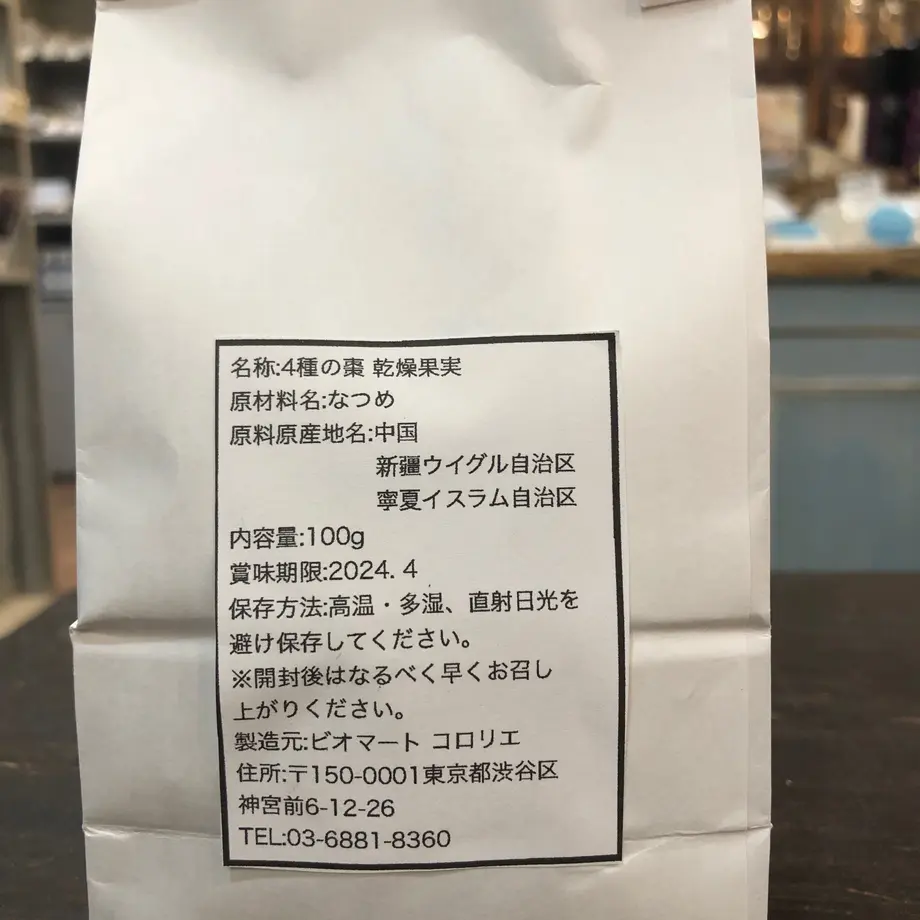 名称:4種の棗 乾燥果実
原材料名:なつめ
原料原産地名:中国
新疆ウイグル自治区
寧夏イスラム自治区
内容量:100g
賞味期限:2024. 4
保存方法:高温・多湿、直射日光を
避け保存してください。
※開封後はなるべく早くお召し
上がりください。
製造元:ビオマート コロリエ
住所:〒150-0001東京都渋谷区
神宮前6-12-26
TEL:03-6881-8360